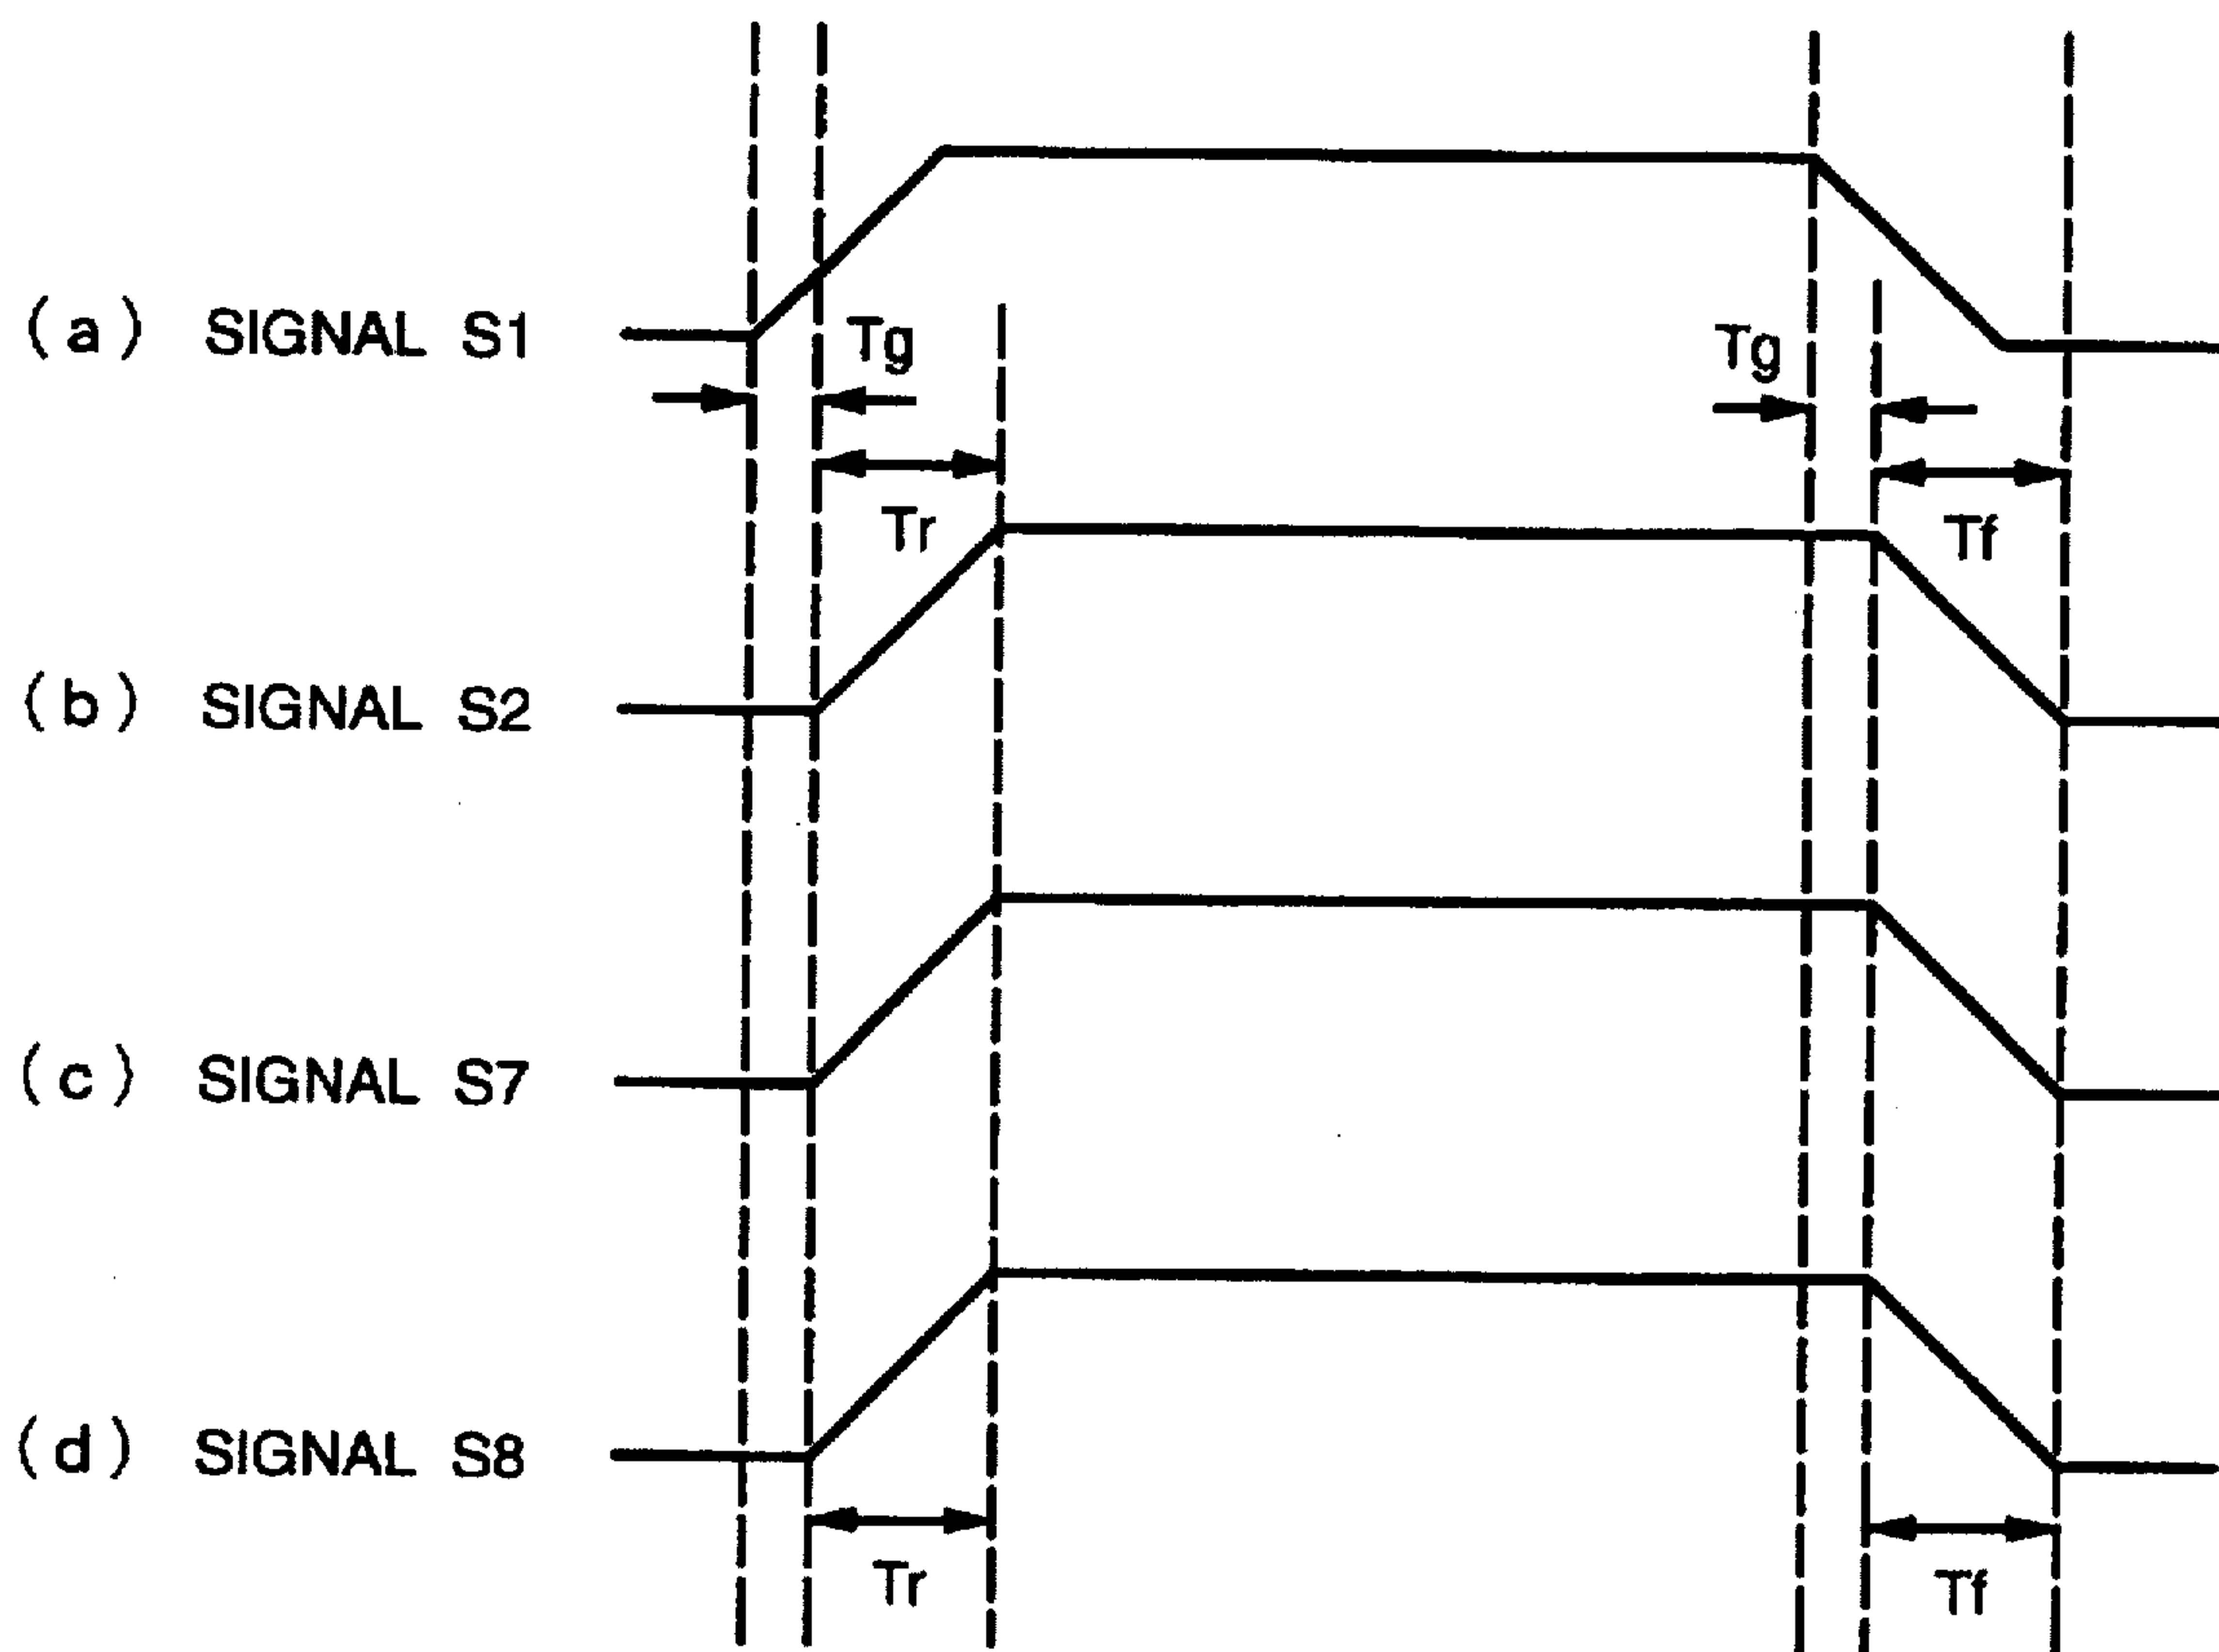 (a) SIGNAL S1
Tg
Tg
Tr
Tf
(b) SIGNAL S2
(c) SIGNAL S7
(d) SIGNAL S8
Tr
Tf